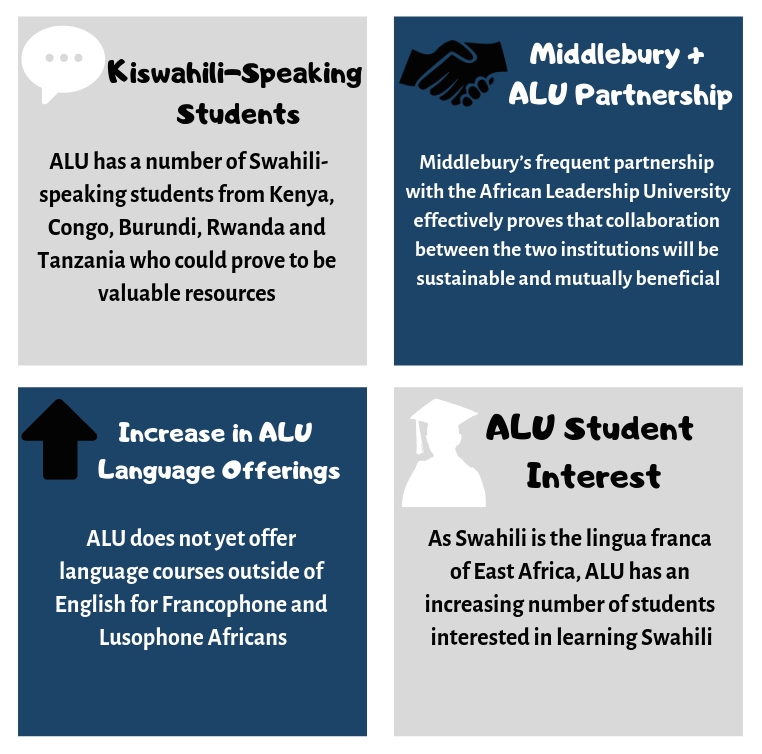 Kiswahili-Speaking
Students
ALU has a number of Swahili-
speaking students from Kenya,
Congo, Burundi, Rwanda and
Tanzania who could prove to be
valuable resources
Middlebury +
ALU Partnership
Middlebury's frequent partnership
with the African Leadership University
effectively proves that collaboration
between the two institutions will be
sustainable and mutually beneficial
Increase in ALU
Language Offerings
ALU does not yet offer
language courses outside of
English for Francophone and
Lusophone Africans
ALU Student
Interest
As Swahili is the lingua franca
of East Africa, ALU has an
increasing number of students
interested in learning Swahili